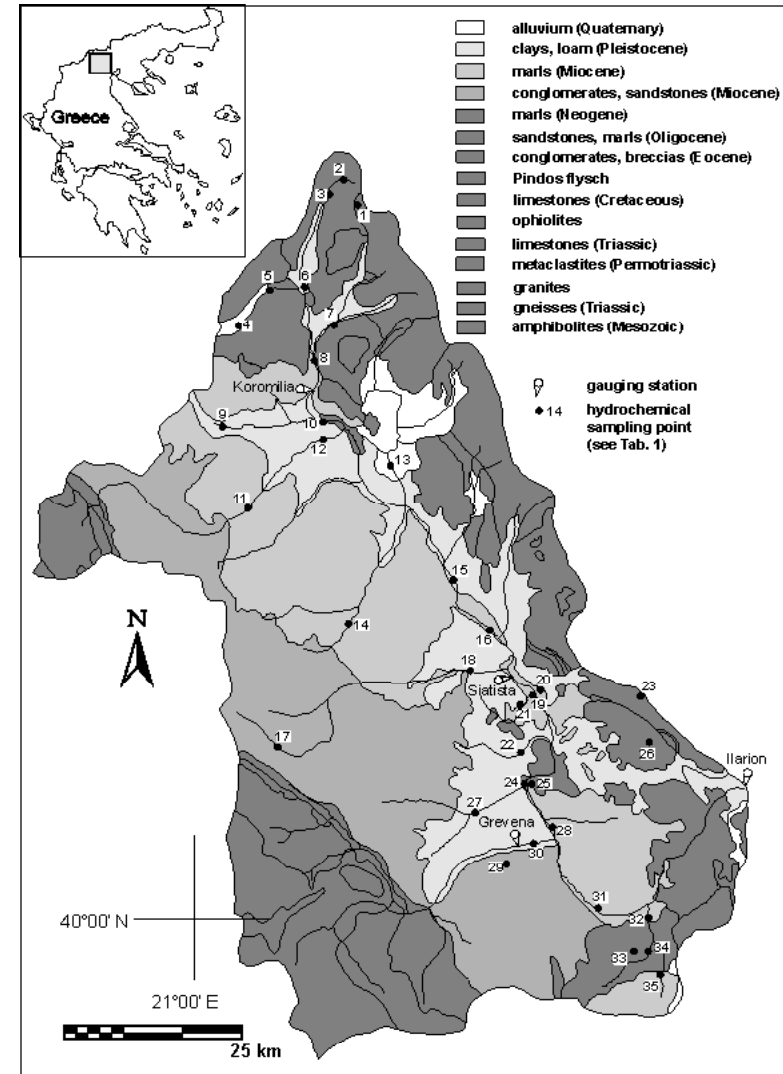 Greece
alluvium (Quaternary)
clays, loam (Pleistocene)
marls (Miocene)
conglomerates, sandstones (Miocene)
marls (Neogene)
sandstones, marls (Oligocene)
conglomerates, breccias (Eocene)
Pindos flysch
limestones (Cretaceous)
ophiolites
limestones (Triassic)
metaclastites (Permotriassic)
granites
gneisses (Triassic)
amphibolites (Mesozoic)
gauging station
14 hydrochemical
sampling point
(see Tab. 1)
2
3
1
5
6
4
7
8
Koromilia
9
10
12
13
11
15
14
16
18
Siatista
20
19
23
21
17
22
26
Ilarion
24
25
27
Grevena
28
30
29
31
32
33
34
35
N
40°00' N
21°00' E
25 km